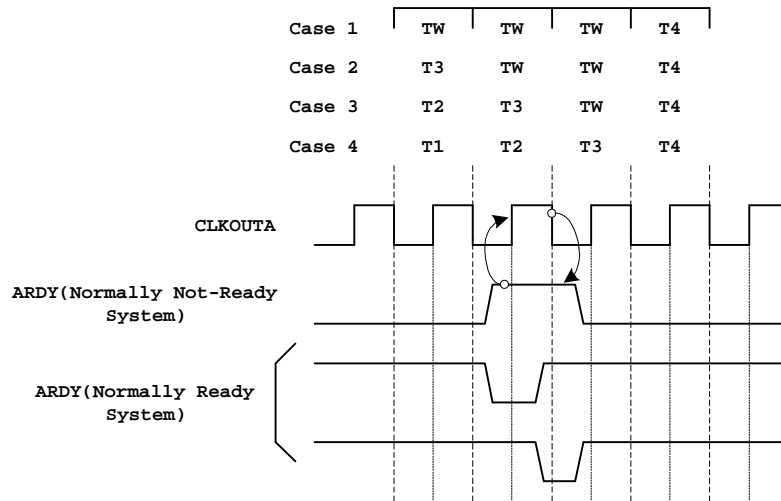 Case 1 TW TW TW T4
Case 2 T3 TW TW T4
Case 3 T2 T3 TW T4
Case 4 T1 T2 T3 T4
CLKOUTA
ARDY(Normally Not-Ready
System)
ARDY(Normally Ready
System)